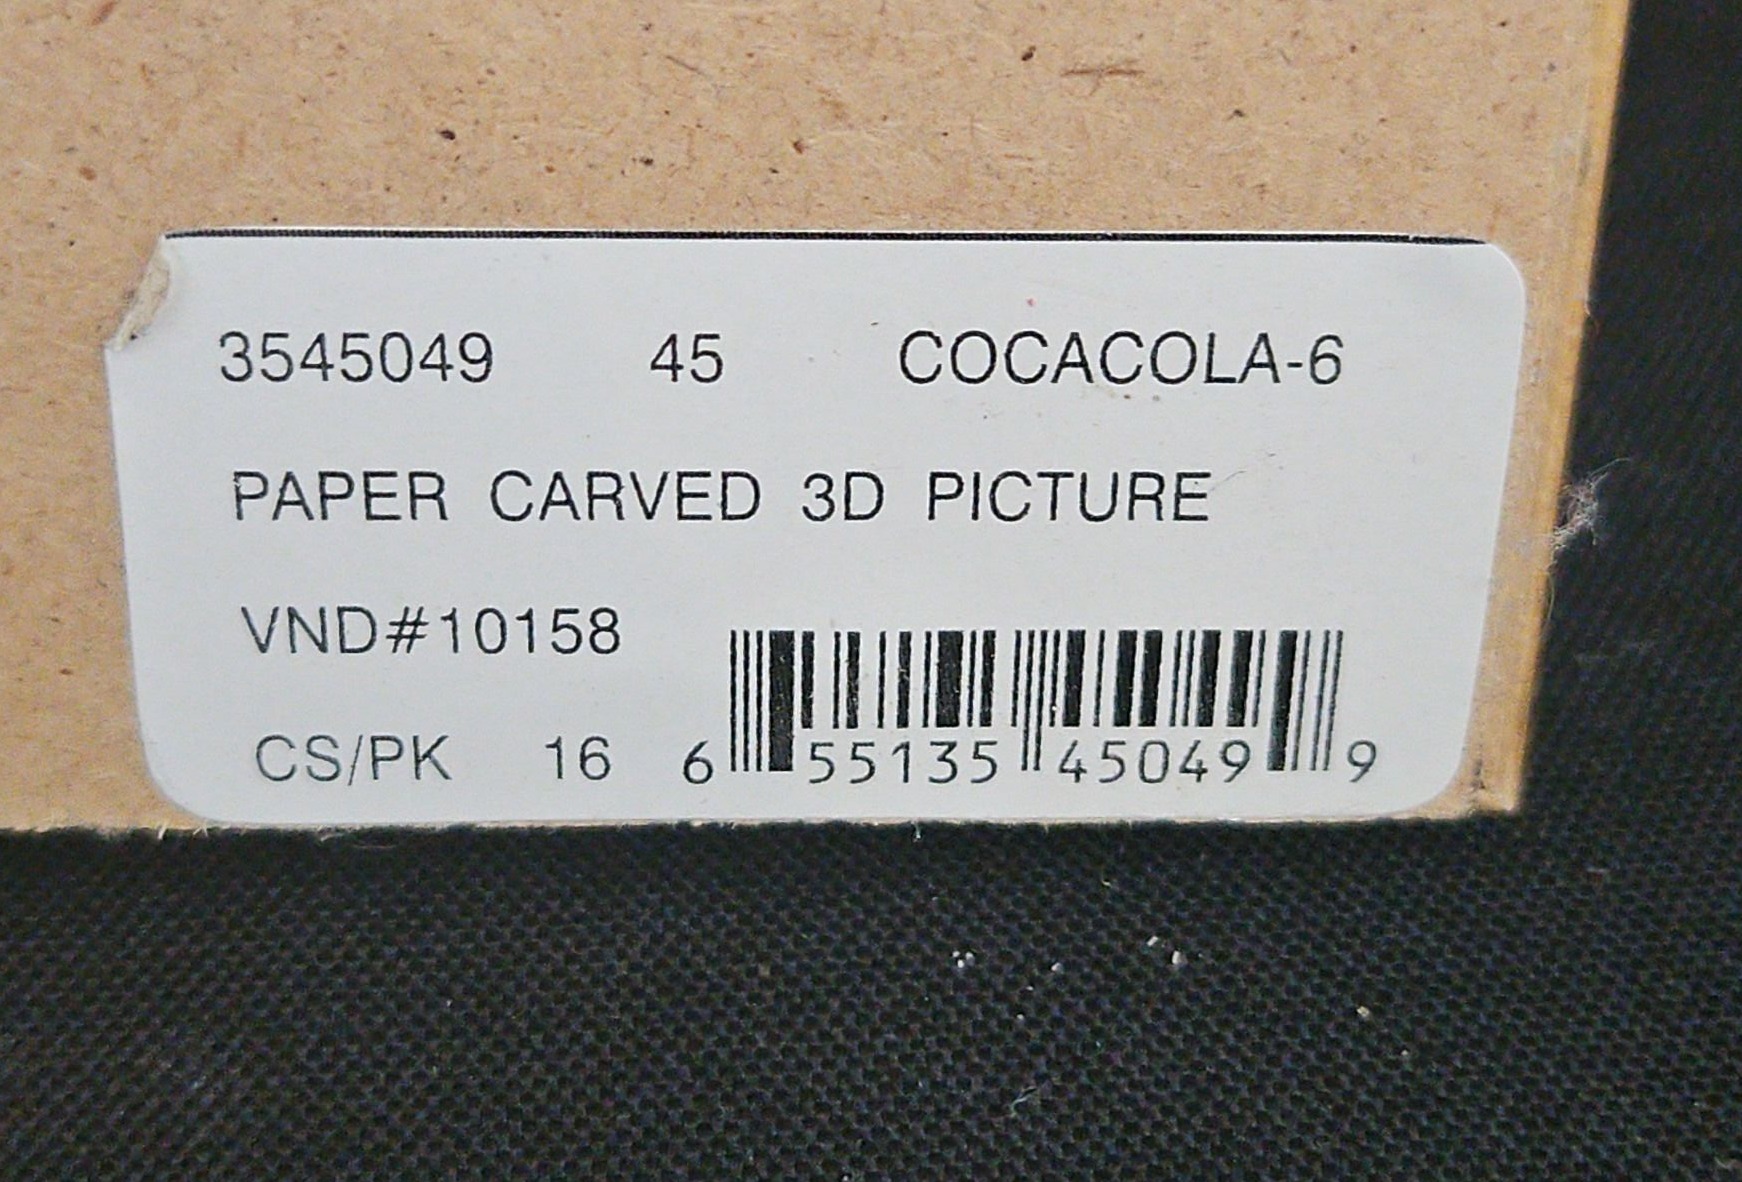 3545049 45 COCACOLA-6
PAPER CARVED 3D PICTURE
VND#10158
CS/PK 16
6 55135 45049 9